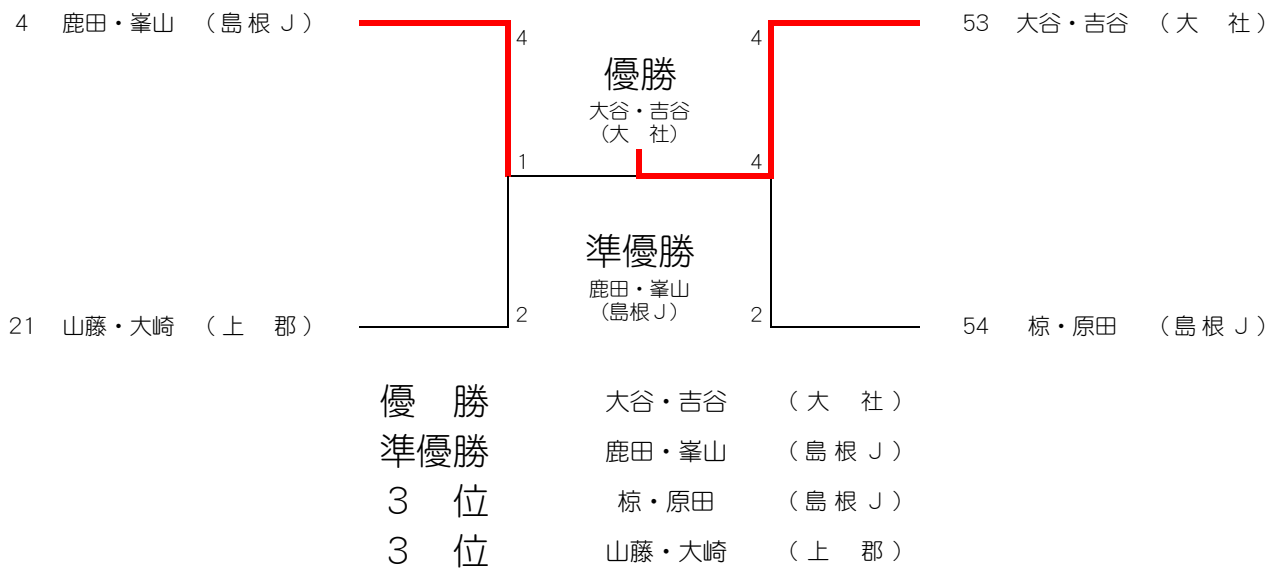 4 鹿田・峯山 （島根Ｊ） 4 4 53 大谷・吉谷 （大　社）
優勝
大谷・吉谷
（大　社）
1 4
準優勝
鹿田・峯山
（島根Ｊ）
21 山藤・大崎 （上　郡） 2 2 54 椋・原田 （島根Ｊ）
優　勝 大谷・吉谷 （大　社）
準優勝 鹿田・峯山 （島根Ｊ）
３　位 椋・原田 （島根Ｊ）
３　位 山藤・大崎 （上　郡）